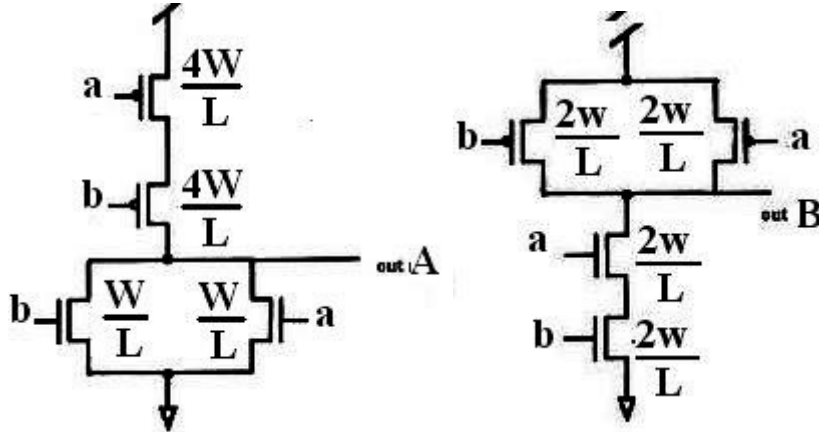 a 4W/L
b 4W/L
out A
b W/L W/L a
b 2w/L 2w/L a
out B
a 2w/L
b 2w/L